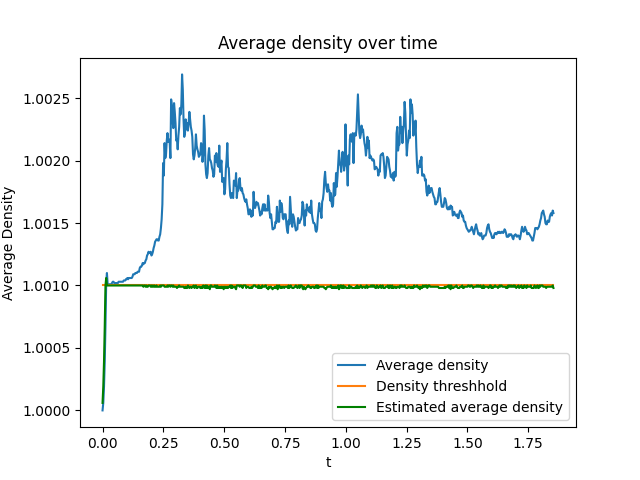 Average density over time
Average Density
1.0025
1.0020
1.0015
1.0010
1.0005
1.0000
Average density
Density threshhold
Estimated average density
0.00 0.25 0.50 0.75 1.00 1.25 1.50 1.75
t